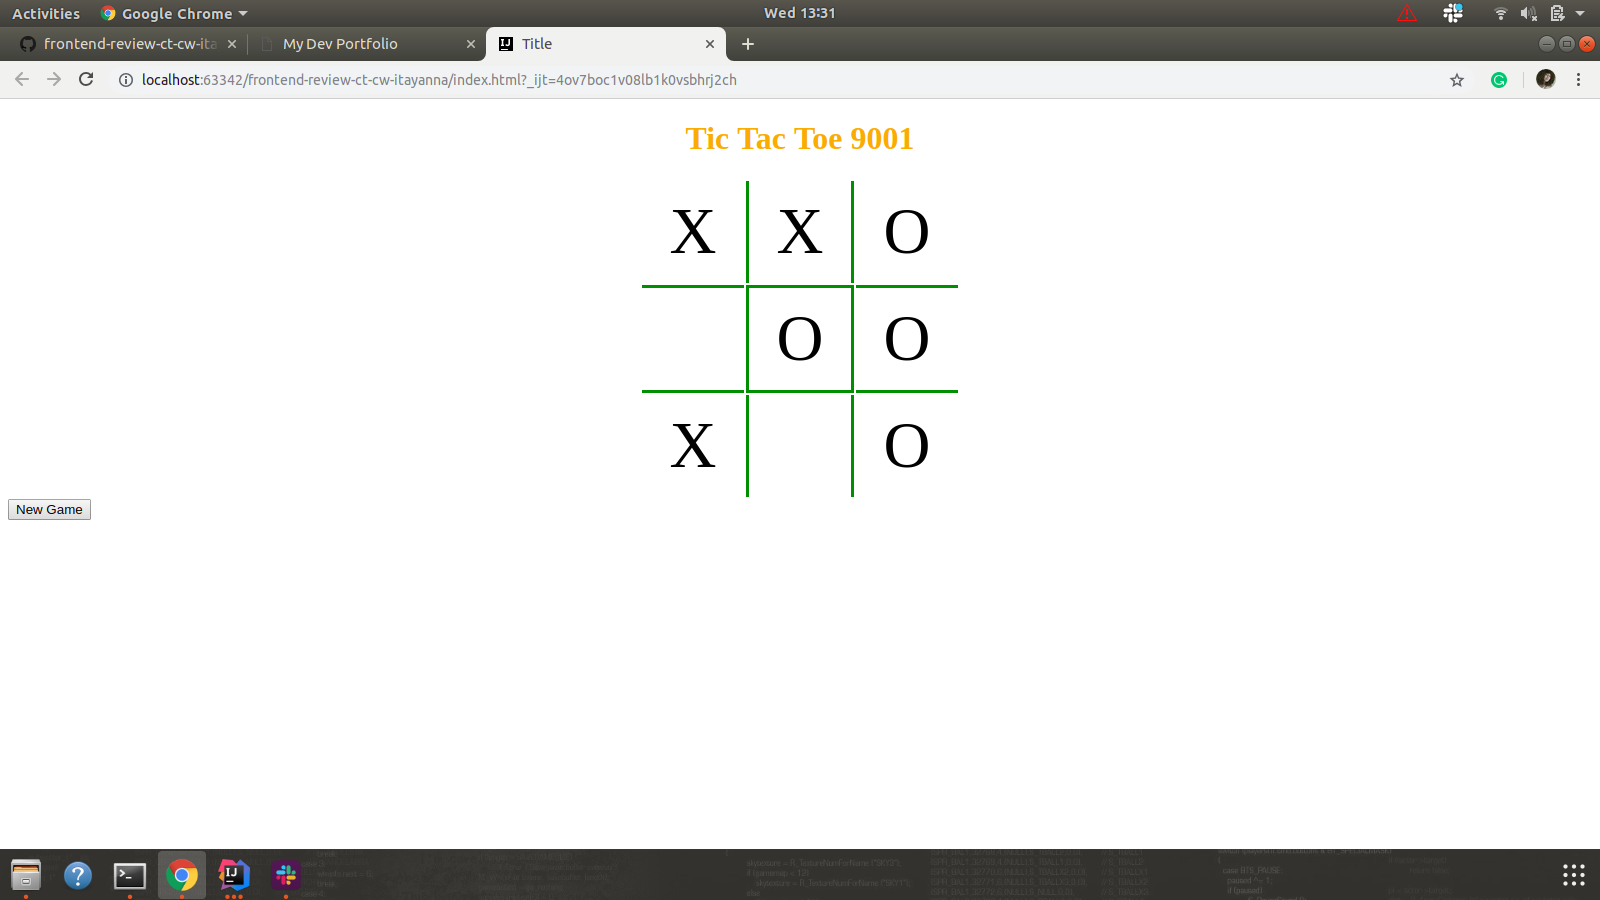 Activities Google Chrome Wed 13:31
frontend-review-ct-cw-ita My Dev Portfolio Title
localhost:63342/frontend-review-ct-cw-itayanna/index.html?_ijt=4ov7boc1v08lb1k0vsbhrj2ch
Tic Tac Toe 9001
X X O
O O
X O
New Game